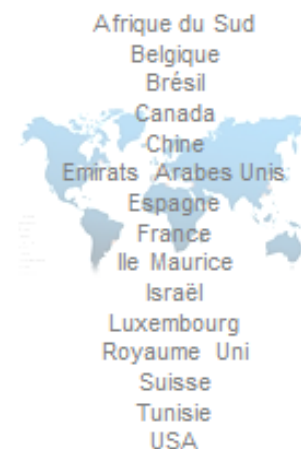 Afrique du Sud
Belgique
Brésil
Canada
Chine
Emirats Arabes Unis
Espagne
France
Ile Maurice
Israël
Luxembourg
Royaume Uni
Suisse
Tunisie
USA